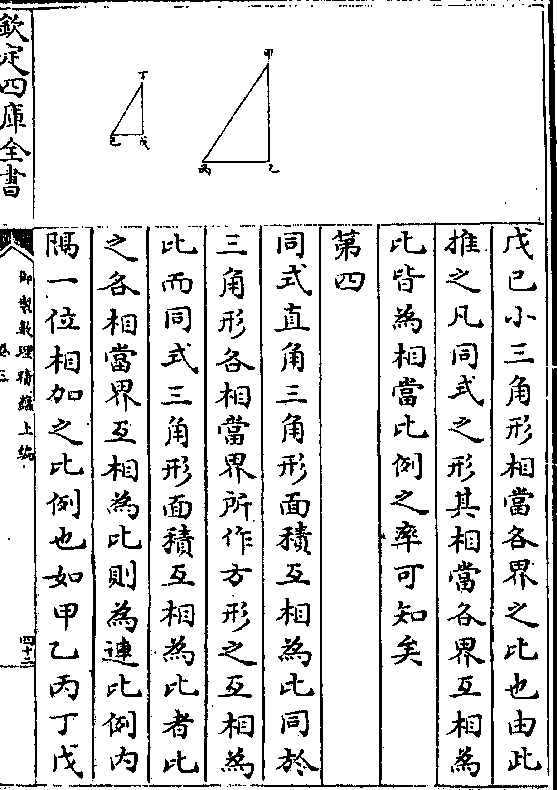 戊己小三角形相當各界之比也由此
推之凡同式之形其相當各界互相為
此皆為相當比例之率可知矣
第四
同式直角三角形面積互相為比同於
三角形各相當界所作方形之互相為
此而同式三角形面積互相為比者比
之各相當界互相為比則為連比例內
隔一位相加之比例也如甲乙丙丁戊
甲
乙
丙
丁
戊
己
欽定四庫全書
御製數理精蘊上編
卷三
四十二